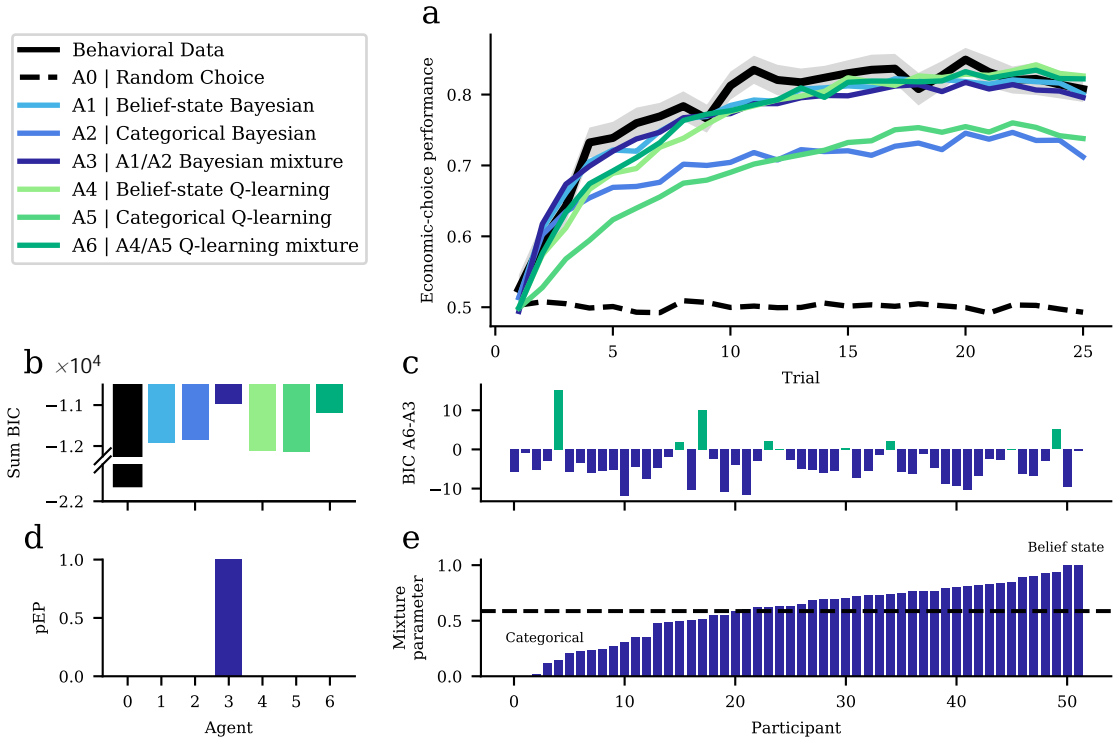 a
Behavioral Data
A0 | Random Choice
A1 | Belief-state Bayesian
A2 | Categorical Bayesian
A3 | A1/A2 Bayesian mixture
A4 | Belief-state Q-learning
A5 | Categorical Q-learning
A6 | A4/A5 Q-learning mixture
Economic-choice performance
0.8
0.7
0.6
0.5
0 5 10 15 20 25
Trial
b
×10⁴
Sum BIC
−1.1
−1.2
−2.2
c
BIC A6-A3
10
0
−10
d
pEP
1.0
0.5
0.0
0 1 2 3 4 5 6
Agent
e
Mixture
parameter
1.0
0.5
0.0
Belief state
Categorical
0 10 20 30 40 50
Participant